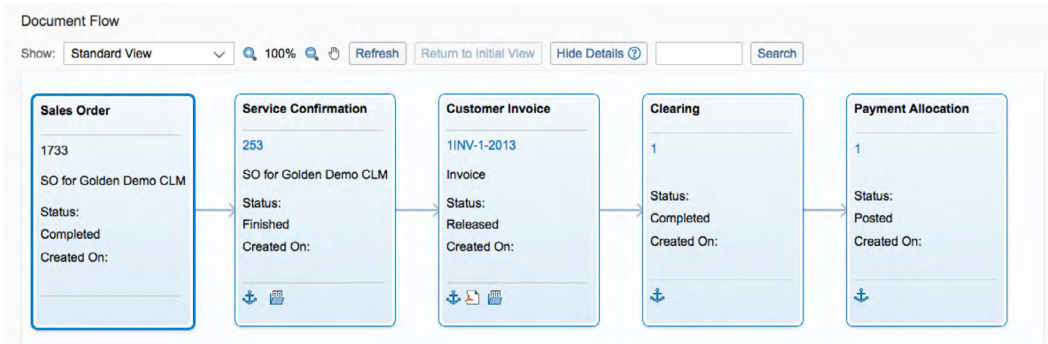 Document Flow
Show: Standard View 100% Refresh Return to Initial View Hide Details ? Search
Sales Order
1733
SO for Golden Demo CLM
Status:
Completed
Created On:
Service Confirmation
253
SO for Golden Demo CLM
Status:
Finished
Created On:
Customer Invoice
1INV-1-2013
Invoice
Status:
Released
Created On:
Clearing
1
Status:
Completed
Created On:
Payment Allocation
1
Status:
Posted
Created On: